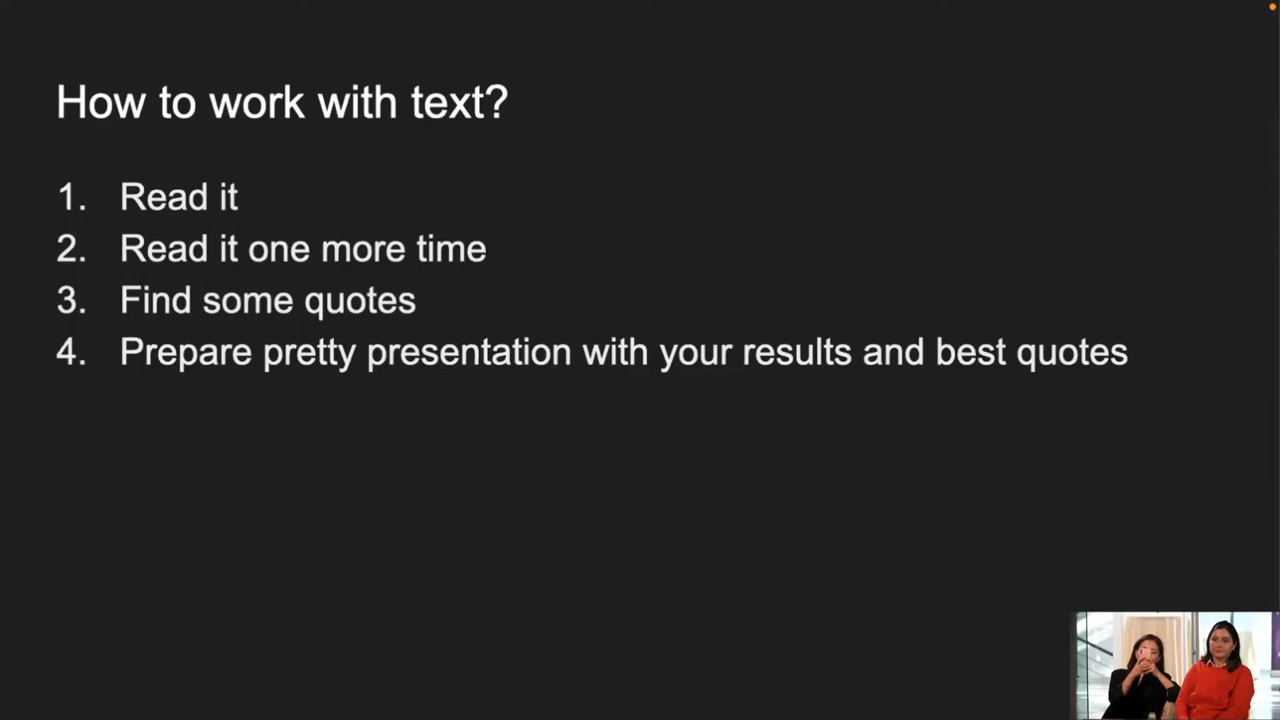 How to work with text?
1. Read it
2. Read it one more time
3. Find some quotes
4. Prepare pretty presentation with your results and best quotes